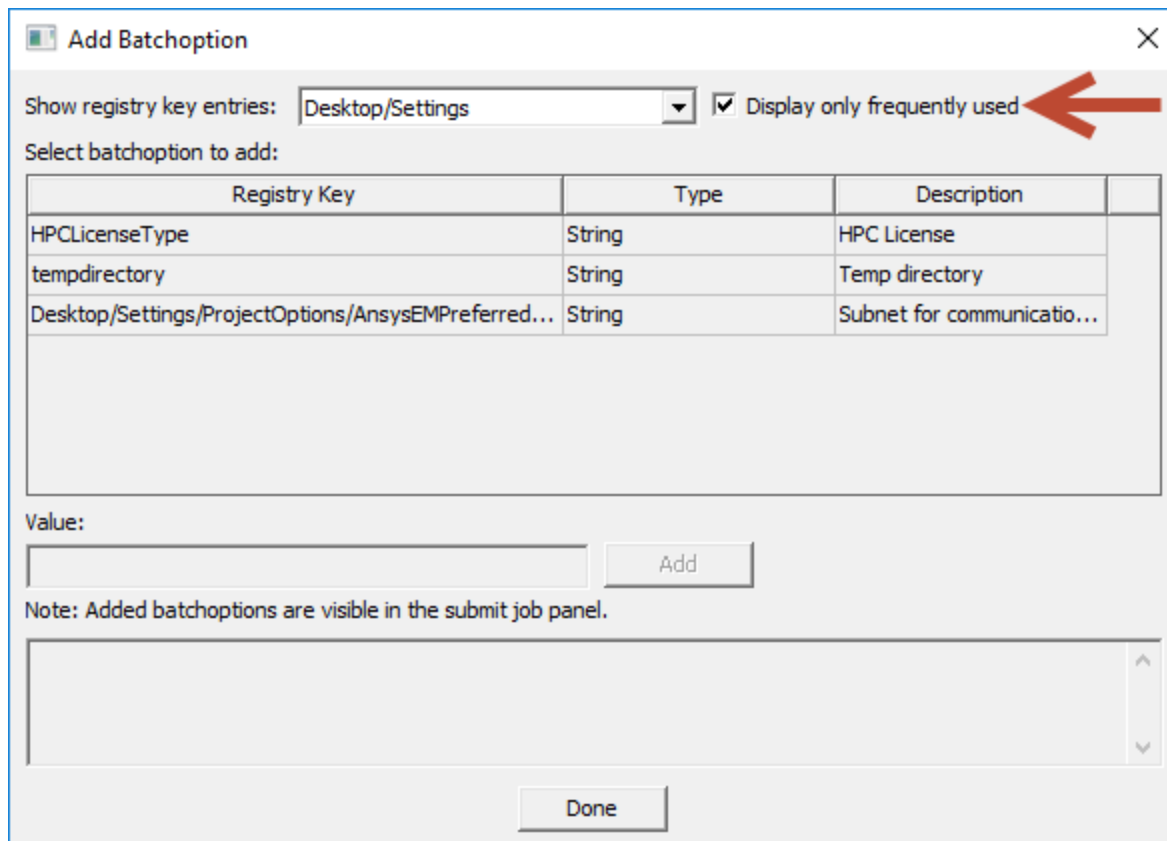 Add Batchoption
Show registry key entries: Desktop/Settings Display only frequently used
Select batchoption to add:
Registry Key Type Description
HPCLicenseType String HPC License
tempdirectory String Temp directory
Desktop/Settings/ProjectOptions/AnsysEMPreferred... String Subnet for communicatio...
Value:
Add
Note: Added batchoptions are visible in the submit job panel.
Done